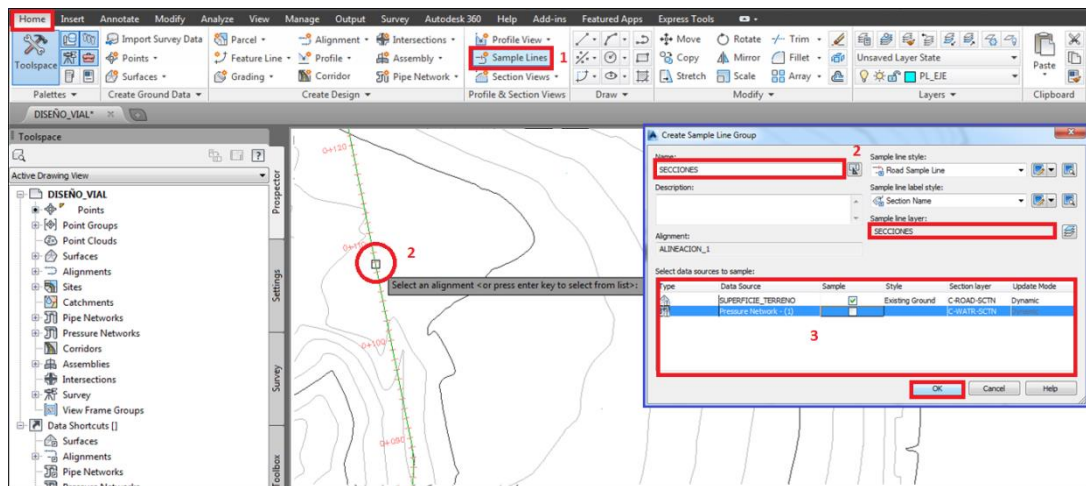 Home Insert Annotate Modify Analyze View Manage Output Survey Autodesk 360 Help Add-ins Featured Apps Express Tools
Import Survey Data Parcel Alignment Intersections Profile View Move Rotate Trim
Toolspace Points Feature Line Profile Assembly Sample Lines 1 Copy Mirror Fillet Unsaved Layer State Paste
Surfaces Grading Corridor Pipe Network Section Views Stretch Scale Array PL_EJE
Palettes Create Ground Data Create Design Profile & Section Views Draw Modify Layers Clipboard
DISEÑO_VIAL*
Toolspace
Active Drawing View
DISEÑO_VIAL
Points
Point Groups
Point Clouds
Surfaces
Alignments
Sites
Catchments
Pipe Networks
Pressure Networks
Corridors
Assemblies
Intersections
Survey
View Frame Groups
Data Shortcuts []
Surfaces
Alignments
Pipe Networks
Pressure Networks
Prospector
Settings
Survey
Toolbox
0+120
2
Select an alignment <or press enter key to select from list>:
0+100
0+080
Create Sample Line Group
Name: 2 Sample line style:
SECCIONES Road Sample Line
Description: Sample line label style:
Section Name
Sample line layer:
SECCIONES
Alignment:
ALINEACION_1
Select data sources to sample:
Type Data Source Sample Style Section layer Update Mode
SUPERFICIE_TERRENO Existing Ground C-ROAD-SCTN Dynamic
Pressure Network - (1) C-WATR-SCTN
3
OK Cancel Help